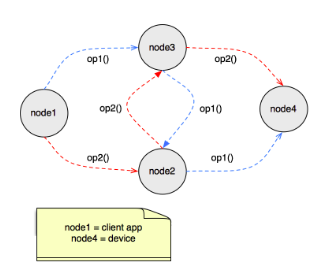 node3
op1()
op2()
node1
op2()
op1()
node4
op2()
op1()
node2
node1 = client app
node4 = device